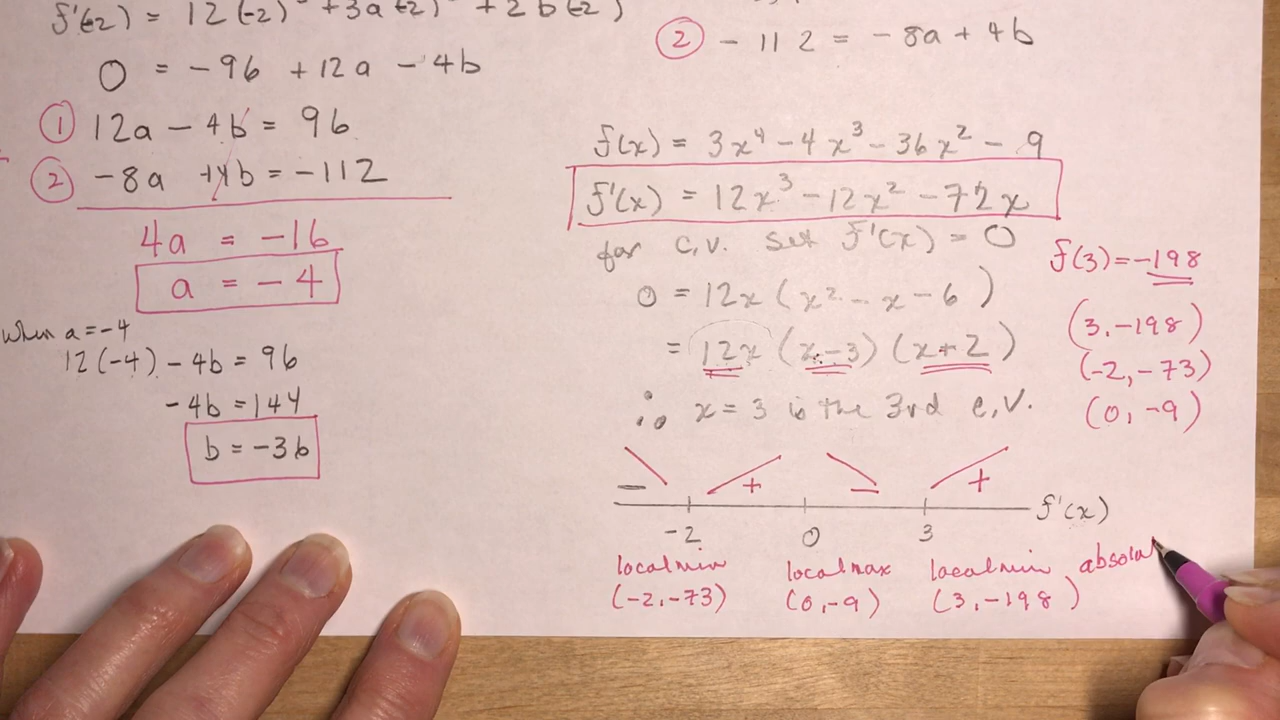 f'(-2) = 12(-2) + 3a(-2) + 2b(-2)
0 = -96 + 12a - 4b
① 12a - 4b = 96
② -8a + 4b = -112
4a = -16
a = -4
when a = -4
12(-4) - 4b = 96
-4b = 144
b = -36
② -112 = -8a + 4b
f(x) = 3x⁴ - 4x³ - 36x² - 9
f'(x) = 12x³ - 12x² - 72x
for c.v. set f'(x) = 0
0 = 12x(x² - x - 6)
= 12x(x-3)(x+2)
∴ x = 3 is the 3rd c.v.
f(3) = -198
(3, -198)
(-2, -73)
(0, -9)
- + - +
f'(x)
-2 0 3
local min local max local min absolu
(-2, -73) (0, -9) (3, -198)